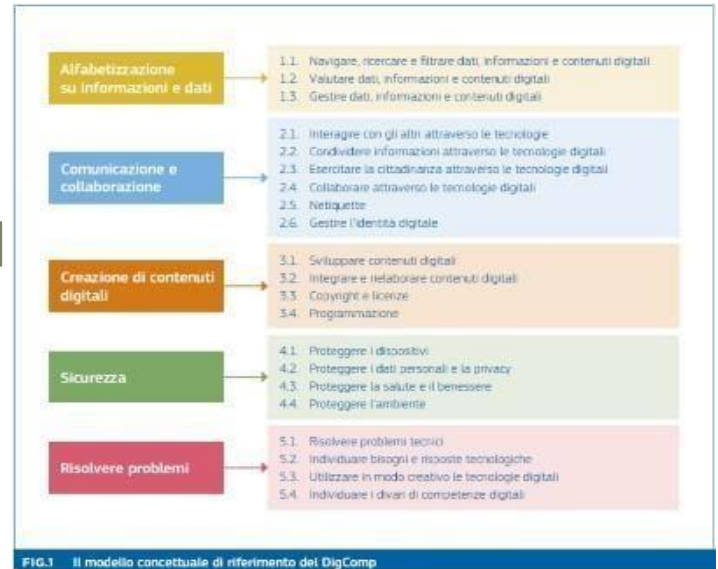 Alfabetizzazione
su informazioni e dati
1.1. Navigare, ricercare e filtrare dati, informazioni e contenuti digitali
1.2. Valutare dati, informazioni e contenuti digitali
1.3. Gestire dati, informazioni e contenuti digitali
Comunicazione e
collaborazione
2.1. Interagire con gli altri attraverso le tecnologie
2.2. Condividere informazioni attraverso le tecnologie digitali
2.3. Esercitare la cittadinanza attraverso le tecnologie digitali
2.4. Collaborare attraverso le tecnologie digitali
2.5. Netiquette
2.6. Gestire l'identità digitale
Creazione di contenuti
digitali
3.1. Sviluppare contenuti digitali
3.2. Integrare e rielaborare contenuti digitali
3.3. Copyright e licenze
3.4. Programmazione
Sicurezza
4.1. Proteggere i dispositivi
4.2. Proteggere i dati personali e la privacy
4.3. Proteggere la salute e il benessere
4.4. Proteggere l'ambiente
Risolvere problemi
5.1. Risolvere problemi tecnici
5.2. Individuare bisogni e risposte tecnologiche
5.3. Utilizzare in modo creativo le tecnologie digitali
5.4. Individuare i divari di competenze digitali
FIG.1 Il modello concettuale di riferimento del DigComp